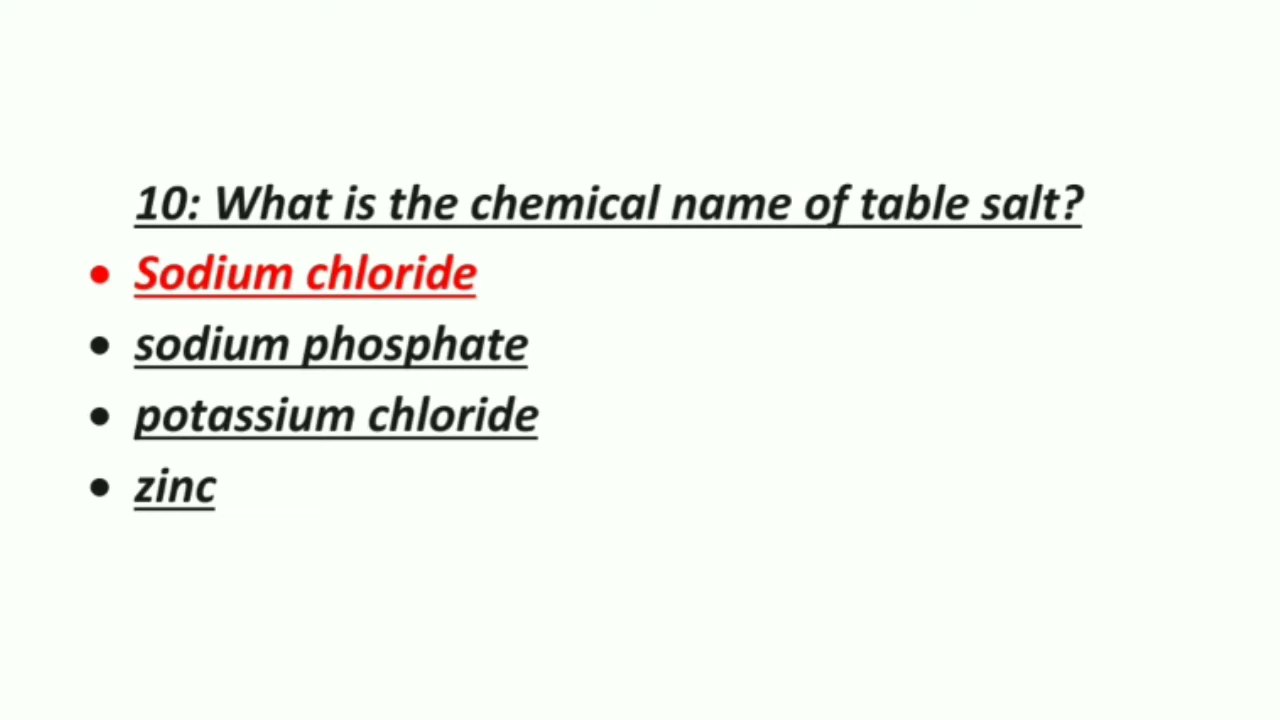 10: What is the chemical name of table salt?
• Sodium chloride
• sodium phosphate
• potassium chloride
• zinc